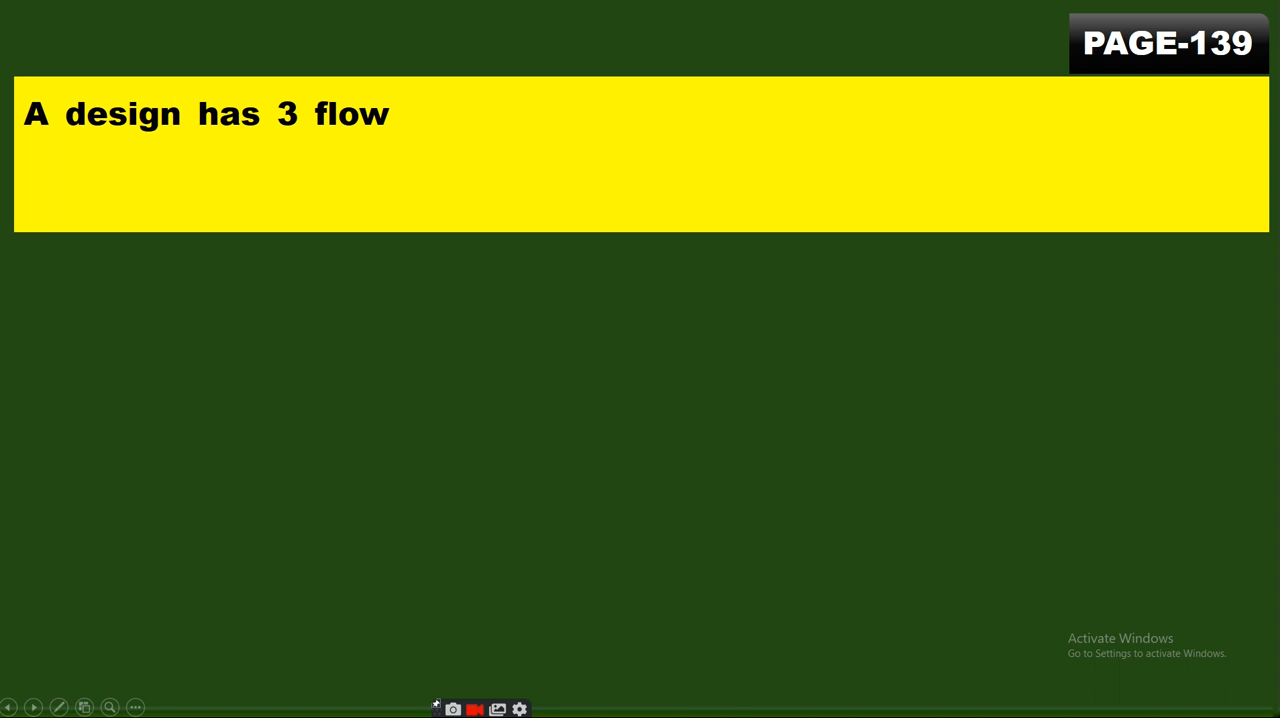 PAGE-139
A design has 3 flow
Activate Windows
Go to Settings to activate Windows.